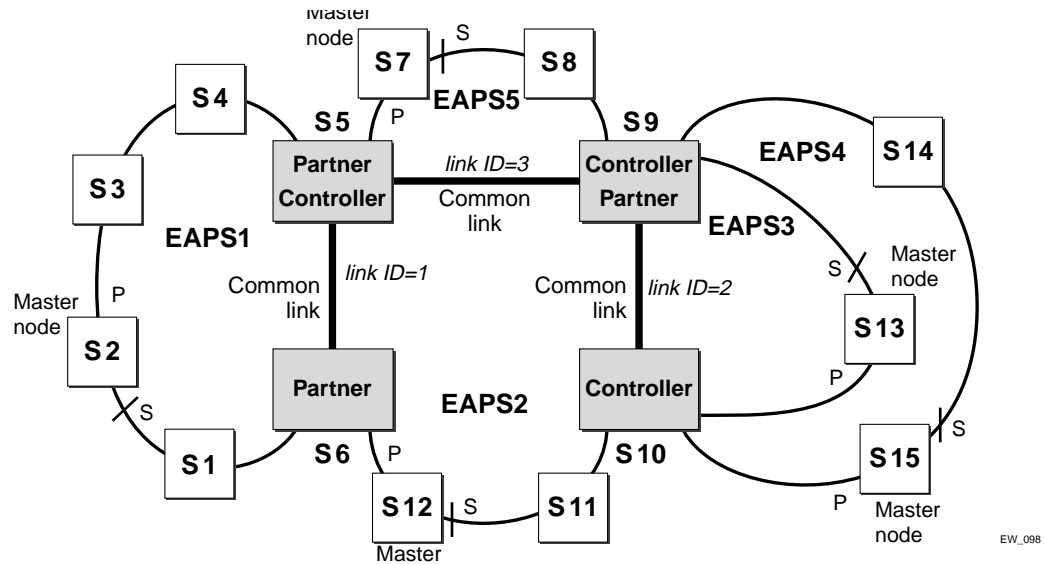 Master
node
S7
S
S8
P
EAPS5
S4
S5
S9
EAPS4
S14
S3
Partner
Controller
link ID=3
Common
link
Controller
Partner
EAPS1
EAPS3
Common
link
link ID=1
Common
link
link ID=2
S
Master
node
S13
P
Master
node
P
S2
S
Partner
EAPS2
Controller
S1
S6
P
S10
S15
S
S12
S
S11
P
Master
Master
node
EW_098